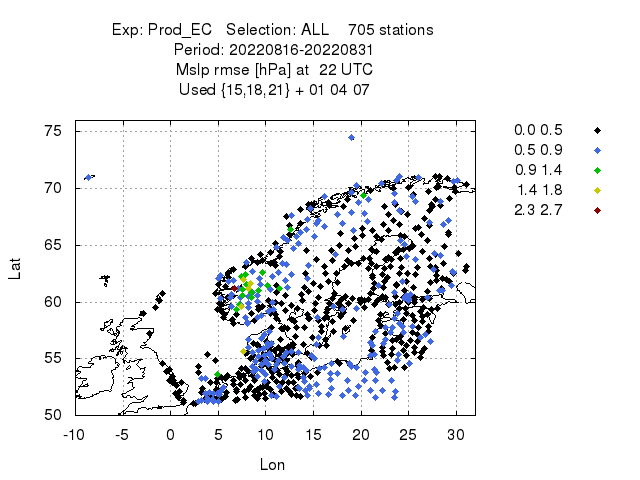 Exp: Prod_EC   Selection: ALL    705 stations
Period: 20220816-20220831
Mslp rmse [hPa] at  22 UTC
Used {15,18,21} + 01 04 07
0.0 0.5
0.5 0.9
0.9 1.4
1.4 1.8
2.3 2.7
75
70
65
60
55
50
Lat
-10 -5 0 5 10 15 20 25 30
Lon